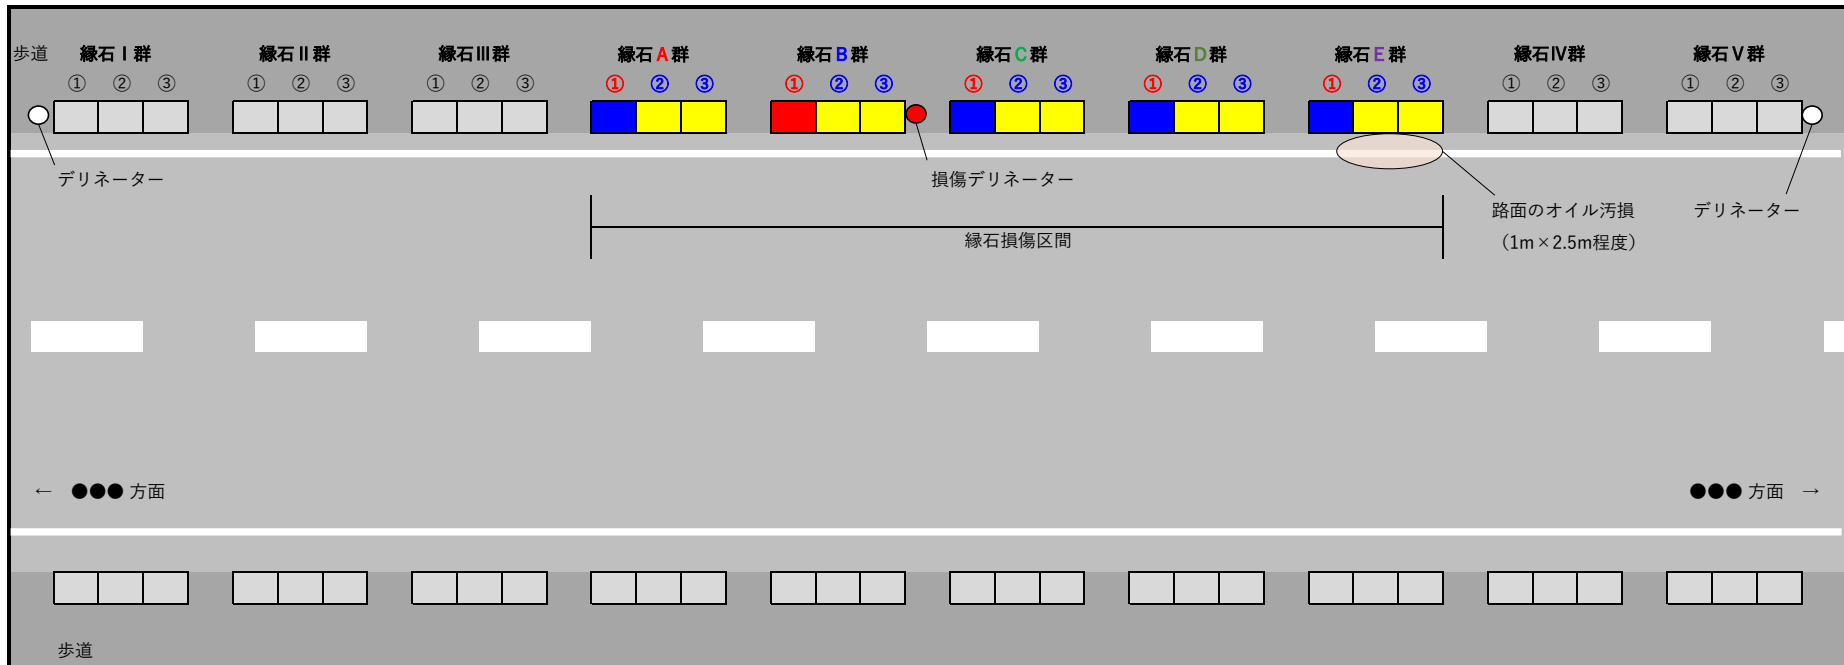 歩道 縁石Ⅰ群 縁石Ⅱ群 縁石Ⅲ群 縁石A群 縁石B群 縁石C群 縁石D群 縁石E群 縁石Ⅳ群 縁石Ⅴ群
① ② ③ ① ② ③ ① ② ③ ① ② ③ ① ② ③ ① ② ③ ① ② ③ ① ② ③ ① ② ③ ① ② ③
デリネーター 損傷デリネーター
路面のオイル汚損 デリネーター
縁石損傷区間 （1m×2.5m程度）
← ●●● 方面 ●●● 方面 →
歩道